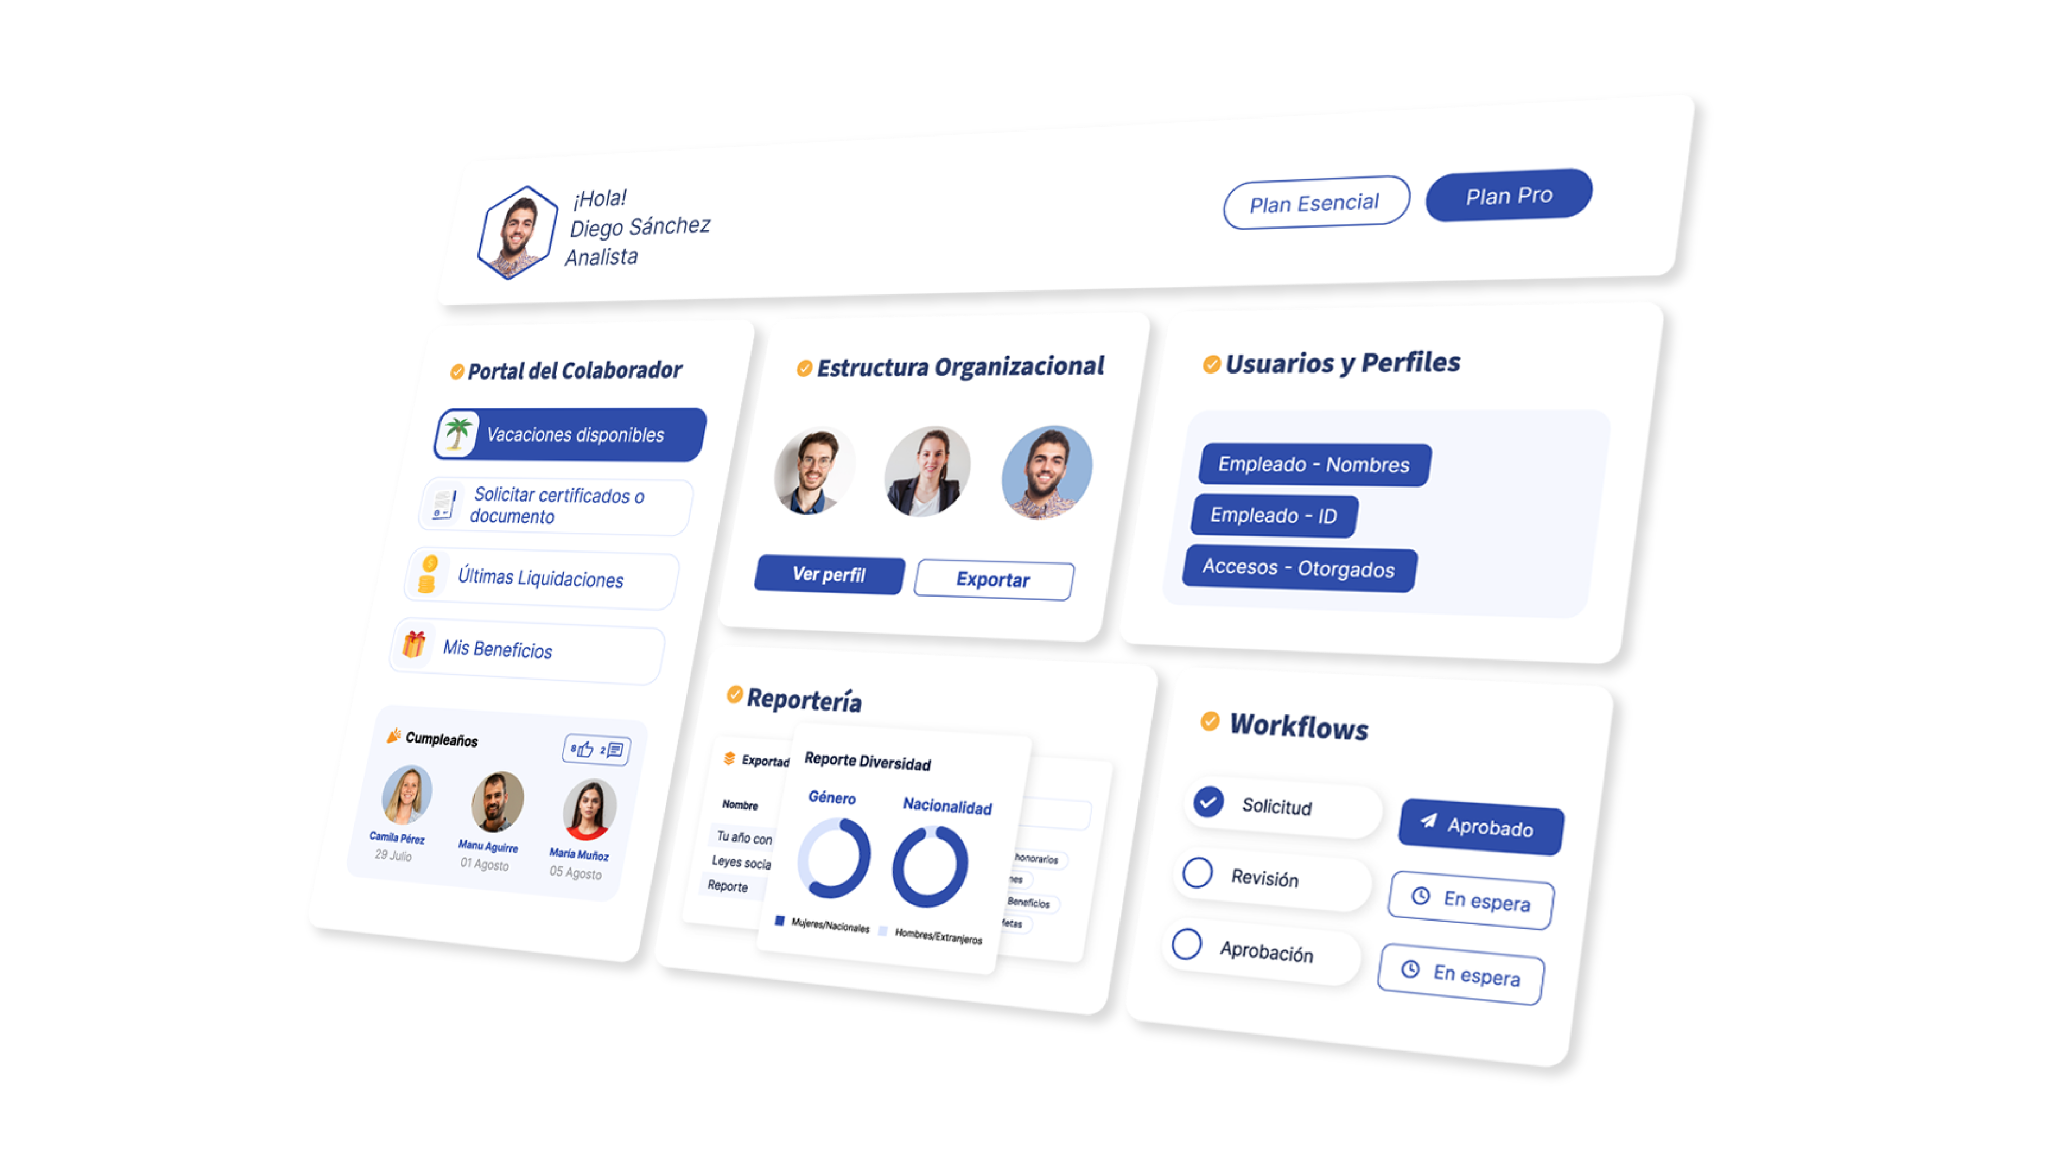 ¡Hola!
Diego Sánchez
Analista
Plan Esencial
Plan Pro
Portal del Colaborador
Vacaciones disponibles
Solicitar certificados o
documento
Últimas Liquidaciones
Mis Beneficios
Cumpleaños
8
2
Camila Pérez
29 Julio
Manu Aguirre
01 Agosto
María Muñoz
05 Agosto
Estructura Organizacional
Ver perfil
Exportar
Usuarios y Perfiles
Empleado - Nombres
Empleado - ID
Accesos - Otorgados
Reportería
Exportad
Nombre
Tu año con
Leyes socia
Reporte
Reporte Diversidad
Género
Nacionalidad
Mujeres/Nacionales
Hombres/Extranjeros
honorarios
nes
Beneficios
Workflows
Solicitud
Aprobado
Revisión
En espera
Aprobación
En espera